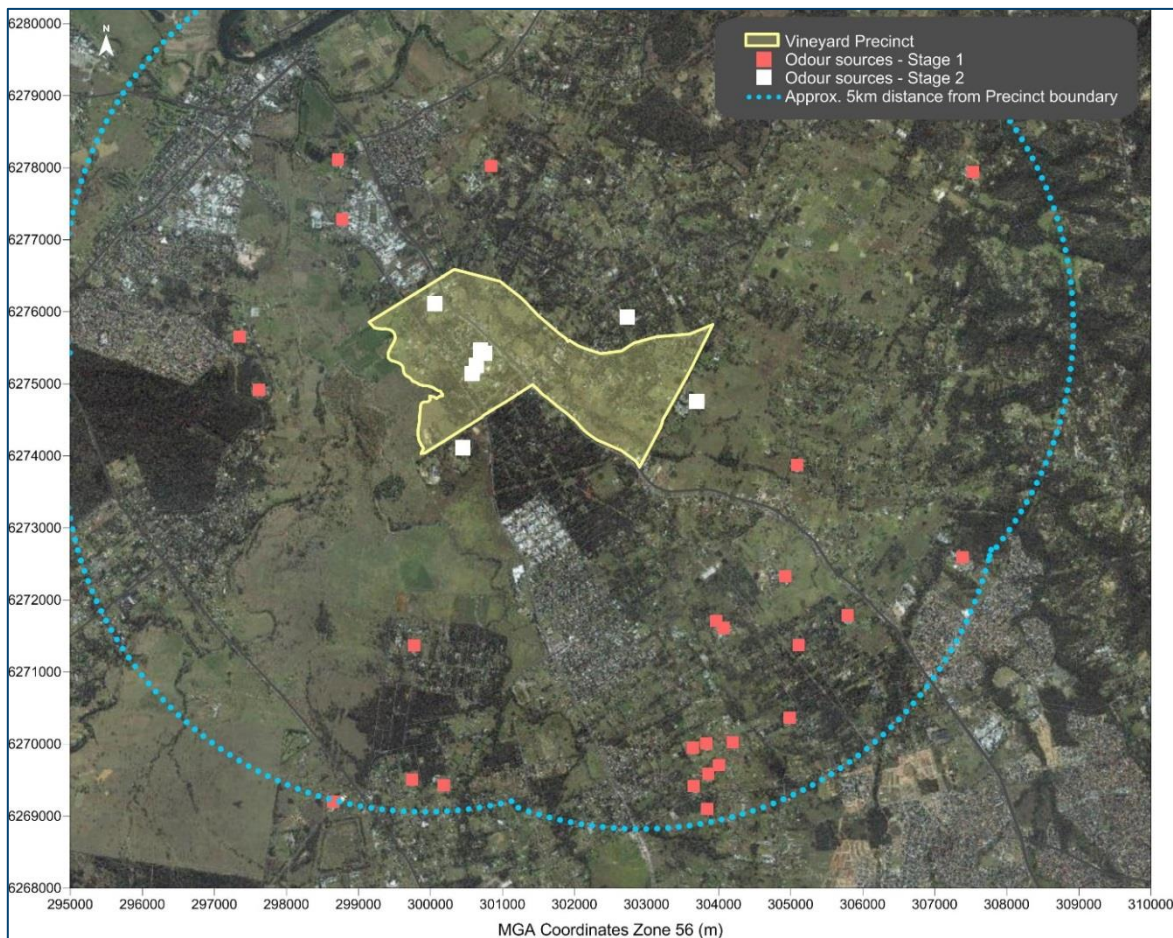 6280000
6279000
6278000
6277000
6276000
6275000
6274000
6273000
6272000
6271000
6270000
6269000
6268000
N
Vineyard Precinct
Odour sources - Stage 1
Odour sources - Stage 2
Approx. 5km distance from Precinct boundary
295000 296000 297000 298000 299000 300000 301000 302000 303000 304000 305000 306000 307000 308000 309000 310000
MGA Coordinates Zone 56 (m)